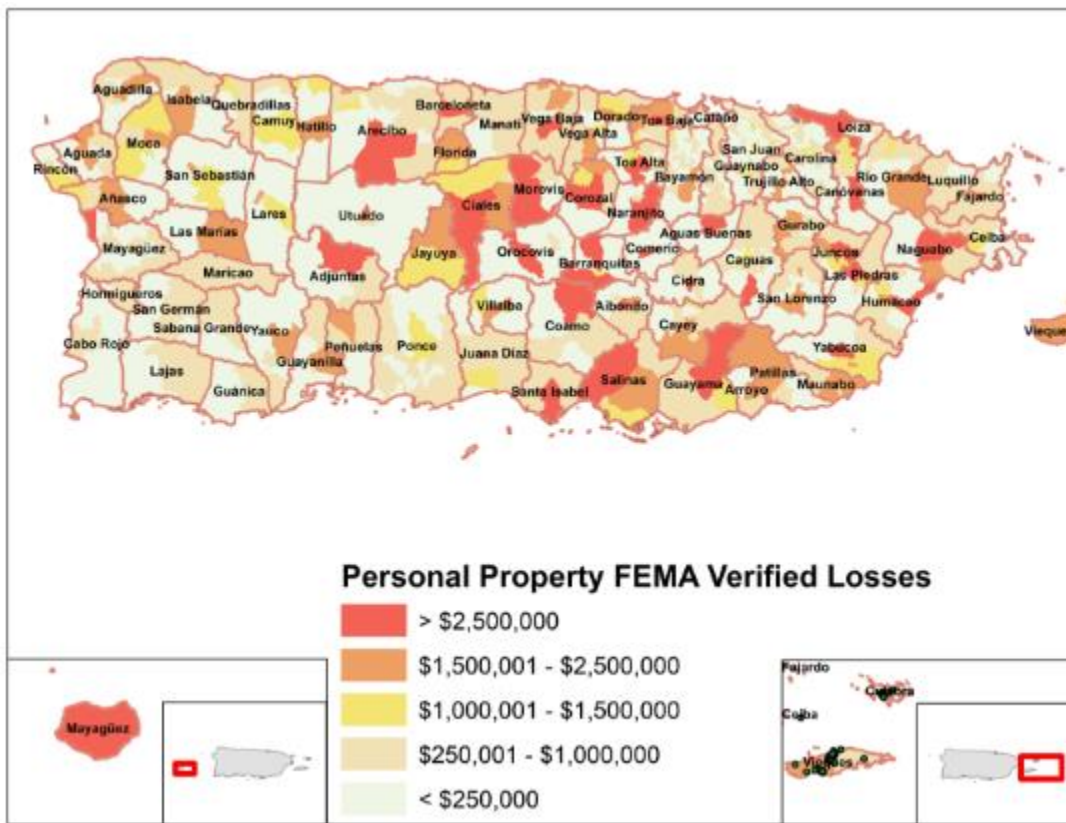 Aguadilla
Isabela
Quebradillas
Camuy
Hatillo
Arecibo
Barceloneta
Manatí
Vega Baja
Vega Alta
Dorado
Toa Baja
Cataño
Loiza
San Juan
Guaynabo
Carolina
Trujillo Alto
Canóvanas
Río Grande
Luquillo
Fajardo
Ceiba
Rincón
Aguada
Moca
San Sebastián
Florida
Morovis
Ciales
Corozal
Toa Alta
Bayamón
Naranjito
Añasco
Las Marías
Lares
Utuado
Jayuya
Orocovis
Barranquitas
Comerío
Aguas Buenas
Caguas
Gurabo
Juncos
Las Piedras
Naguabo
Humacao
Mayagüez
Maricao
Adjuntas
Villalba
Coamo
Aibonito
Cidra
Cayey
San Lorenzo
Yabucoa
Hormigueros
San Germán
Sabana Grande
Yauco
Cabo Rojo
Lajas
Guánica
Guayanilla
Peñuelas
Ponce
Juana Díaz
Santa Isabel
Salinas
Guayama
Arroyo
Patillas
Maunabo
Vieques
Personal Property FEMA Verified Losses
> $2,500,000
$1,500,001 - $2,500,000
$1,000,001 - $1,500,000
$250,001 - $1,000,000
< $250,000
Mayagüez
Fajardo
Culebra
Ceiba
Vieques